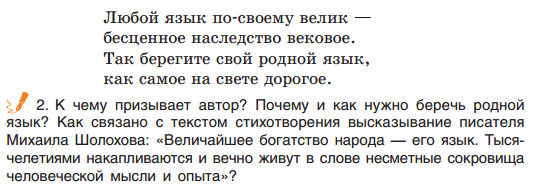 Любой язык по-своему велик —
бесценное наследство вековое.
Так берегите свой родной язык,
как самое на свете дорогое.
2. К чему призывает автор? Почему и как нужно беречь родной
язык? Как связано с текстом стихотворения высказывание писателя
Михаила Шолохова: «Величайшее богатство народа — его язык. Тыся-
челетиями накапливаются и вечно живут в слове несметные сокровища
человеческой мысли и опыта»?